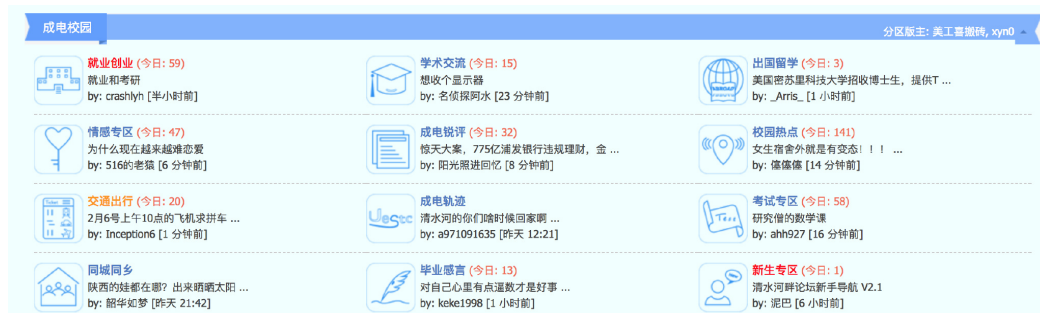 成电校园
分区版主: 美工喜搬砖, xyn0
就业创业 (今日: 59)
就业和考研
by: crashlyh [半小时前]
学术交流 (今日: 15)
想收个显示器
by: 名侦探阿水 [23 分钟前]
出国留学 (今日: 3)
美国密苏里科技大学招收博士生，提供T ...
by: _Arris_ [1 小时前]
情感专区 (今日: 47)
为什么现在越来越难恋爱
by: 516的老猿 [6 分钟前]
成电锐评 (今日: 32)
惊天大案，775亿浦发银行违规理财，金 ...
by: 阳光照进回忆 [8 分钟前]
校园热点 (今日: 141)
女生宿舍外就是有变态！！！ ...
by: 傣傣傣 [14 分钟前]
Ticket
交通出行 (今日: 20)
2月6号上午10点的飞机求拼车 ...
by: Inception6 [1 分钟前]
Uestc
成电轨迹
清水河的你们啥时候回家啊 ...
by: a971091635 [昨天 12:21]
Test
考试专区 (今日: 58)
研究僧的数学课
by: ahh927 [16 分钟前]
同城同乡
陕西的娃都在哪？出来晒晒太阳 ...
by: 韶华如梦 [昨天 21:42]
毕业感言 (今日: 13)
对自己心里有点逼数才是好事 ...
by: keke1998 [1 小时前]
新生专区 (今日: 1)
清水河畔论坛新手导航 V2.1
by: 泥巴 [6 小时前]